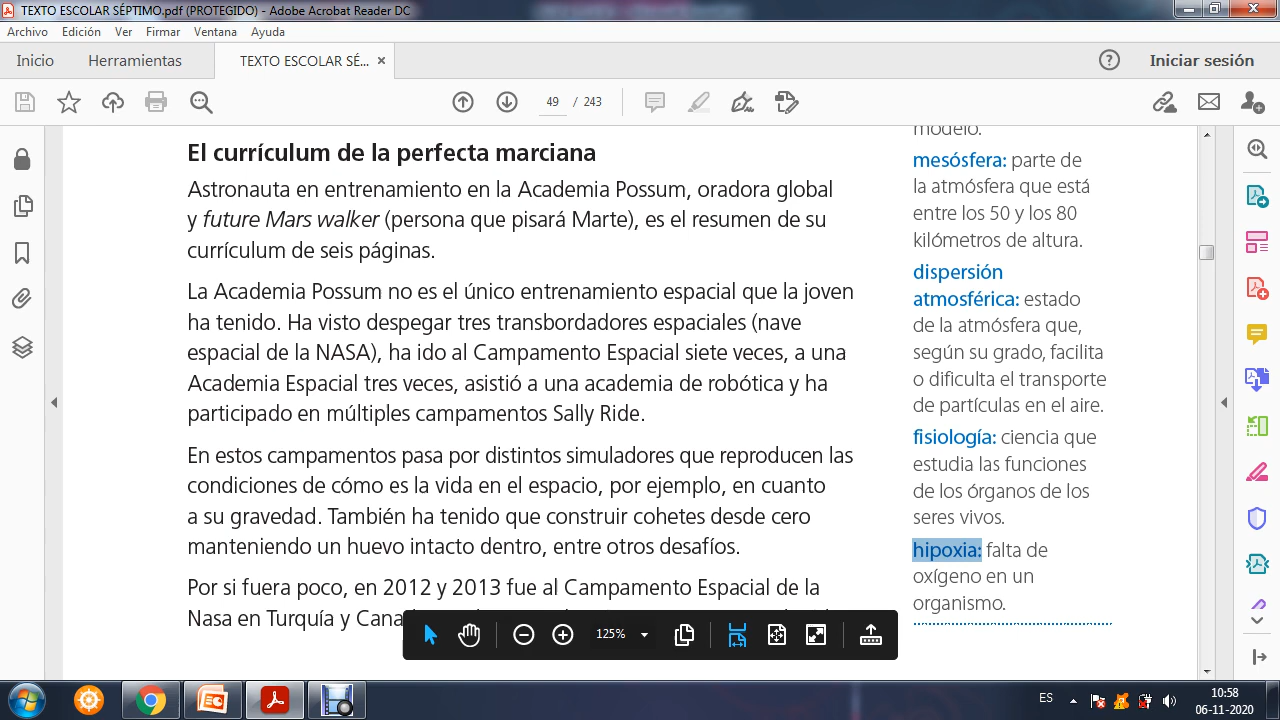 TEXTO ESCOLAR SÉPTIMO.pdf (PROTEGIDO) - Adobe Acrobat Reader DC
Archivo Edición Ver Firmar Ventana Ayuda
Inicio Herramientas TEXTO ESCOLAR SÉ... × Iniciar sesión
49 / 243
El currículum de la perfecta marciana
Astronauta en entrenamiento en la Academia Possum, oradora global
y future Mars walker (persona que pisará Marte), es el resumen de su
currículum de seis páginas.
La Academia Possum no es el único entrenamiento espacial que la joven
ha tenido. Ha visto despegar tres transbordadores espaciales (nave
espacial de la NASA), ha ido al Campamento Espacial siete veces, a una
Academia Espacial tres veces, asistió a una academia de robótica y ha
participado en múltiples campamentos Sally Ride.
En estos campamentos pasa por distintos simuladores que reproducen las
condiciones de cómo es la vida en el espacio, por ejemplo, en cuanto
a su gravedad. También ha tenido que construir cohetes desde cero
manteniendo un huevo intacto dentro, entre otros desafíos.
Por si fuera poco, en 2012 y 2013 fue al Campamento Espacial de la
Nasa en Turquía y
modelo.
mesósfera: parte de
la atmósfera que está
entre los 50 y los 80
kilómetros de altura.
dispersión
atmosférica: estado
de la atmósfera que,
según su grado, facilita
o dificulta el transporte
de partículas en el aire.
fisiología: ciencia que
estudia las funciones
de los órganos de los
seres vivos.
hipoxia: falta de
oxígeno en un
organismo.
125%
ES
10:58
06-11-2020